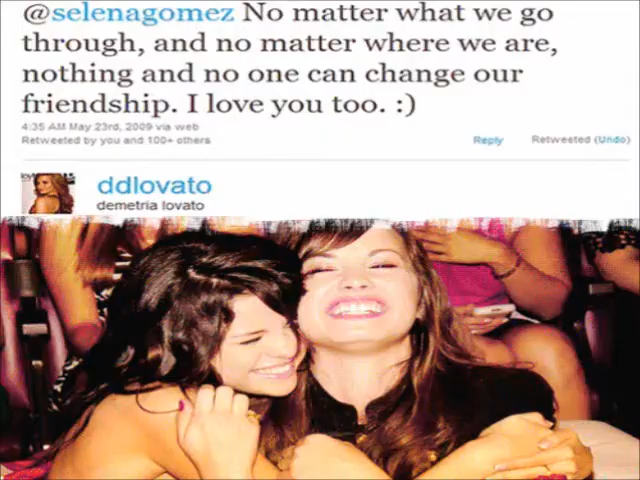 @selenagomez No matter what we go
through, and no matter where we are,
nothing and no one can change our
friendship. I love you too. :)
4:35 AM May 23rd, 2009 via web
Retweeted by you and 100+ others
Reply
Retweeted (Undo)
ddlovato
demetria lovato